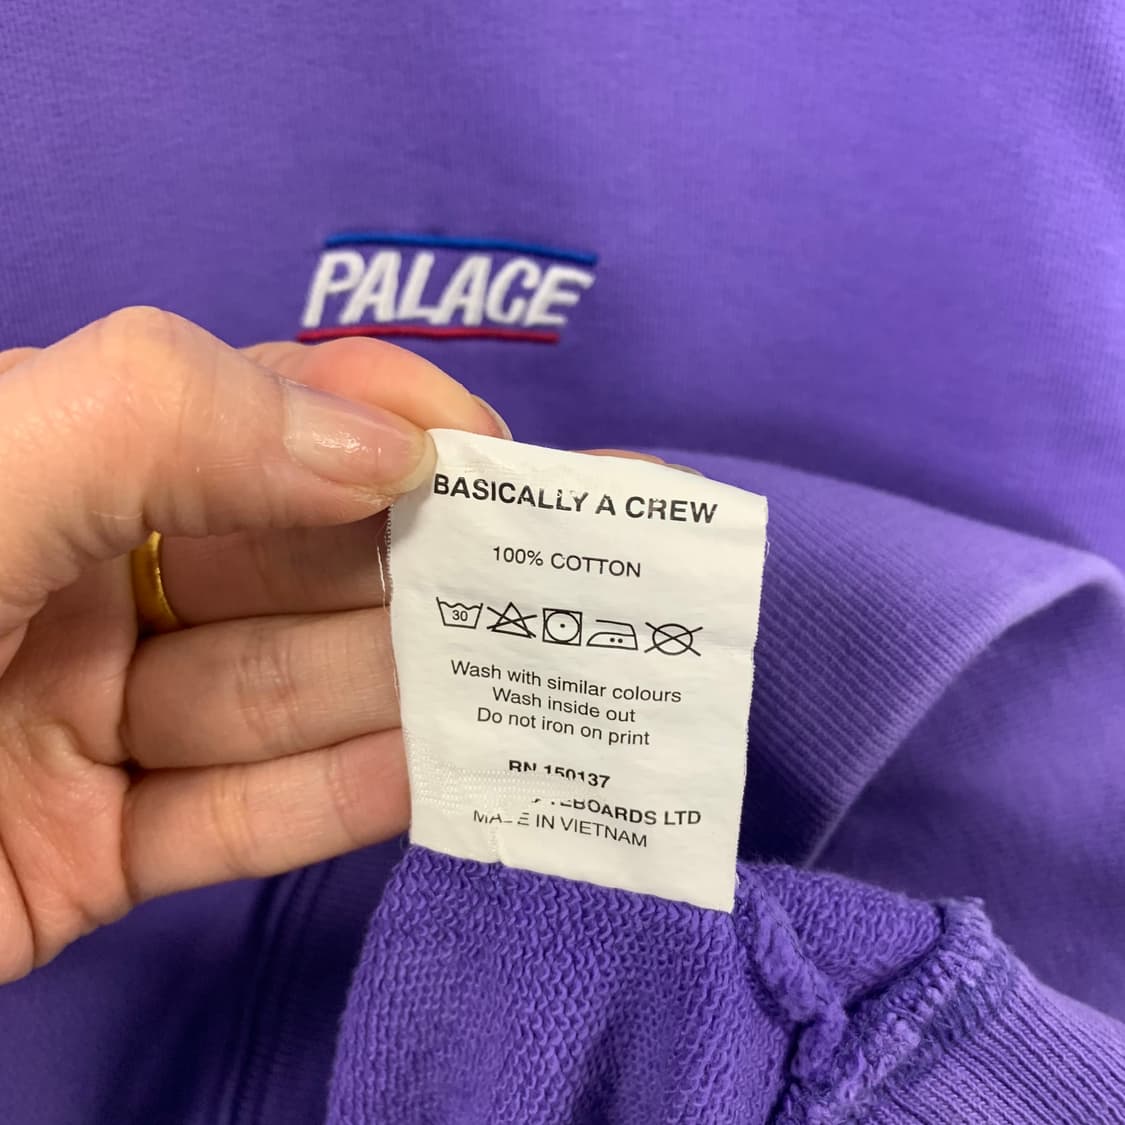 PALACE
BASICALLY A CREW
100% COTTON
30
Wash with similar colours
Wash inside out
Do not iron on print
RN 150137
LTD
IN VIETNAM